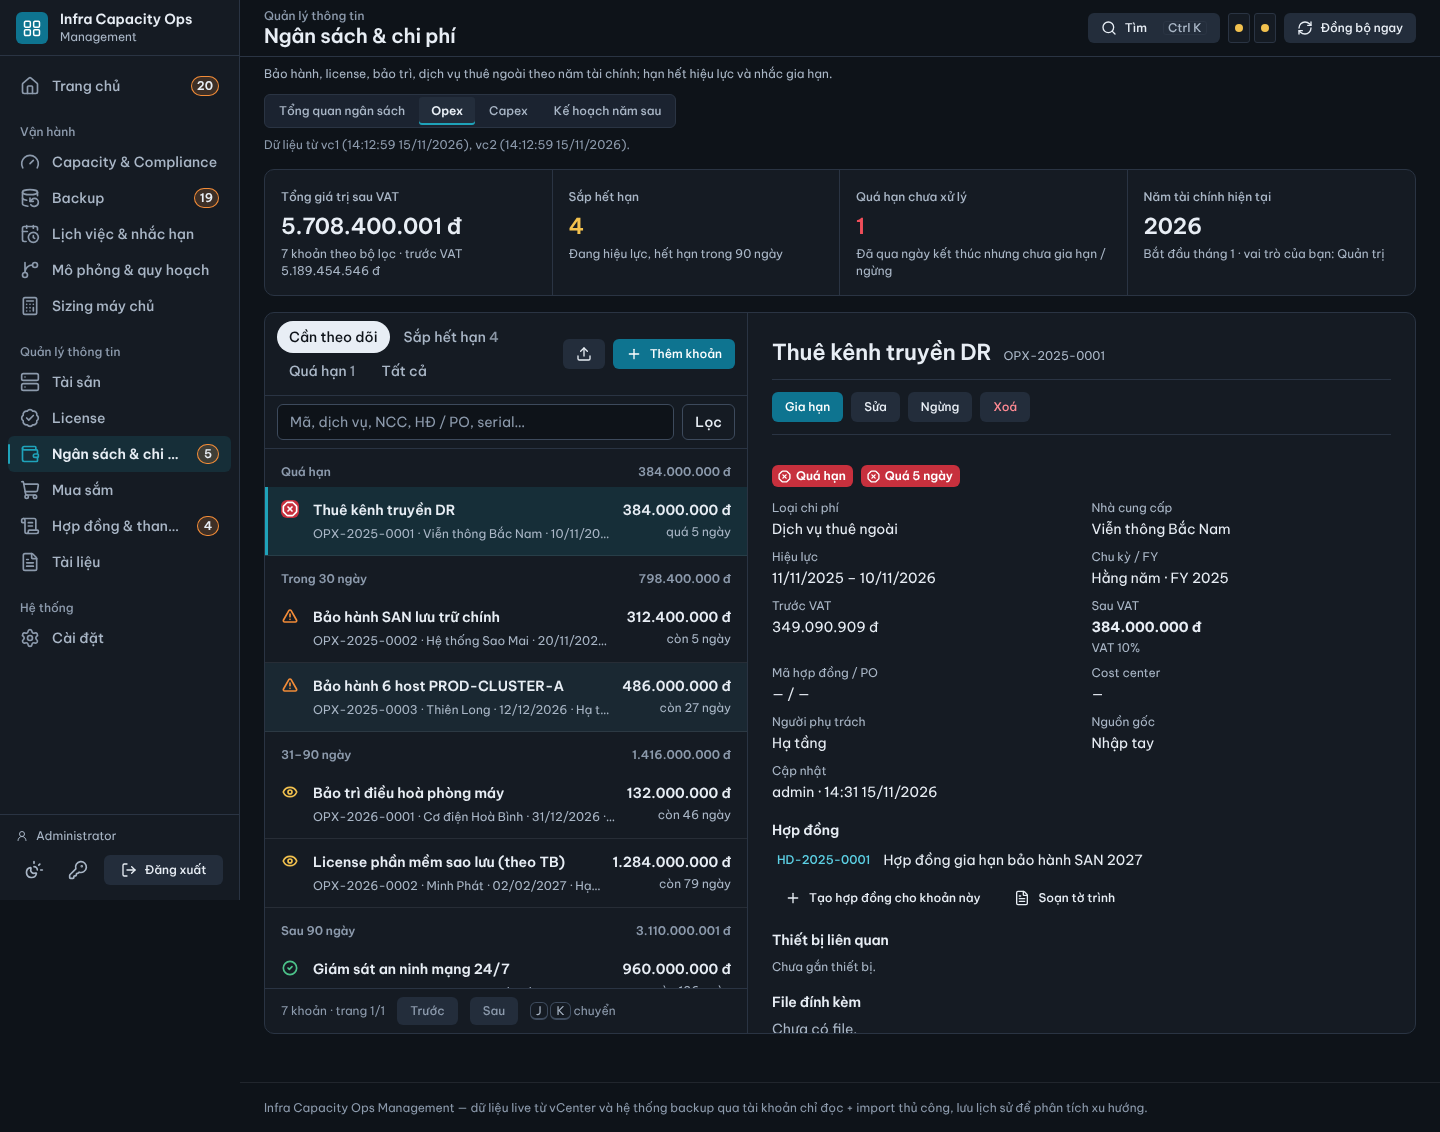 Infra Capacity Ops
Management
Trang chủ 20
Vận hành
Capacity & Compliance
Backup 19
Lịch việc & nhắc hạn
Mô phỏng & quy hoạch
Sizing máy chủ
Quản lý thông tin
Tài sản
License
Ngân sách & chi ... 5
Mua sắm
Hợp đồng & than... 4
Tài liệu
Hệ thống
Cài đặt
Administrator
Đăng xuất
Quản lý thông tin
Ngân sách & chi phí
Tìm Ctrl K
Đồng bộ ngay
Bảo hành, license, bảo trì, dịch vụ thuê ngoài theo năm tài chính; hạn hết hiệu lực và nhắc gia hạn.
Tổng quan ngân sách Opex Capex Kế hoạch năm sau
Dữ liệu từ vc1 (14:12:59 15/11/2026), vc2 (14:12:59 15/11/2026).
Tổng giá trị sau VAT
5.708.400.001 đ
7 khoản theo bộ lọc · trước VAT
5.189.454.546 đ
Sắp hết hạn
4
Đang hiệu lực, hết hạn trong 90 ngày
Quá hạn chưa xử lý
1
Đã qua ngày kết thúc nhưng chưa gia hạn /
ngừng
Năm tài chính hiện tại
2026
Bắt đầu tháng 1 · vai trò của bạn: Quản trị
Cần theo dõi Sắp hết hạn 4
Quá hạn 1 Tất cả
Thêm khoản
Mã, dịch vụ, NCC, HĐ / PO, serial...
Lọc
Quá hạn 384.000.000 đ
Thuê kênh truyền DR 384.000.000 đ
OPX-2025-0001 · Viễn thông Bắc Nam · 10/11/20... quá 5 ngày
Trong 30 ngày 798.400.000 đ
Bảo hành SAN lưu trữ chính 312.400.000 đ
OPX-2025-0002 · Hệ thống Sao Mai · 20/11/202... còn 5 ngày
Bảo hành 6 host PROD-CLUSTER-A 486.000.000 đ
OPX-2025-0003 · Thiên Long · 12/12/2026 · Hạ t... còn 27 ngày
31–90 ngày 1.416.000.000 đ
Bảo trì điều hoà phòng máy 132.000.000 đ
OPX-2026-0001 · Cơ điện Hoà Bình · 31/12/2026 ·... còn 46 ngày
License phần mềm sao lưu (theo TB) 1.284.000.000 đ
OPX-2026-0002 · Minh Phát · 02/02/2027 · Hạ... còn 79 ngày
Sau 90 ngày 3.110.000.001 đ
Giám sát an ninh mạng 24/7 960.000.000 đ
7 khoản · trang 1/1 Trước Sau J K chuyển
Thuê kênh truyền DR OPX-2025-0001
Gia hạn Sửa Ngừng Xoá
Quá hạn Quá 5 ngày
Loại chi phí
Dịch vụ thuê ngoài
Nhà cung cấp
Viễn thông Bắc Nam
Hiệu lực
11/11/2025 – 10/11/2026
Chu kỳ / FY
Hằng năm · FY 2025
Trước VAT
349.090.909 đ
Sau VAT
384.000.000 đ
VAT 10%
Mã hợp đồng / PO
— / —
Cost center
—
Người phụ trách
Hạ tầng
Nguồn gốc
Nhập tay
Cập nhật
admin · 14:31 15/11/2026
Hợp đồng
HD-2025-0001 Hợp đồng gia hạn bảo hành SAN 2027
Tạo hợp đồng cho khoản này Soạn tờ trình
Thiết bị liên quan
Chưa gắn thiết bị.
File đính kèm
Chưa có file.
Infra Capacity Ops Management — dữ liệu live từ vCenter và hệ thống backup qua tài khoản chỉ đọc + import thủ công, lưu lịch sử để phân tích xu hướng.